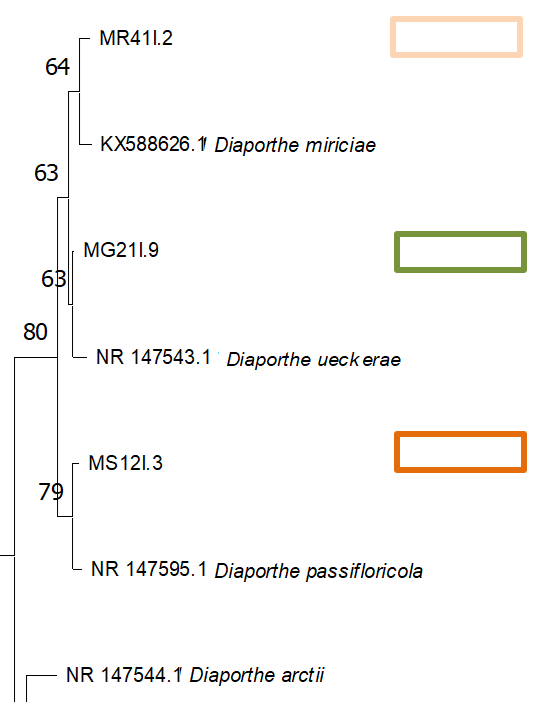 MR41I.2
64
KX588626.1 Diaporthe miriciae
63
MG21I.9
63
80
NR 147543.1 Diaporthe ueckerae
MS12I.3
79
NR 147595.1 Diaporthe passifloricola
NR 147544.1 Diaporthe arctii